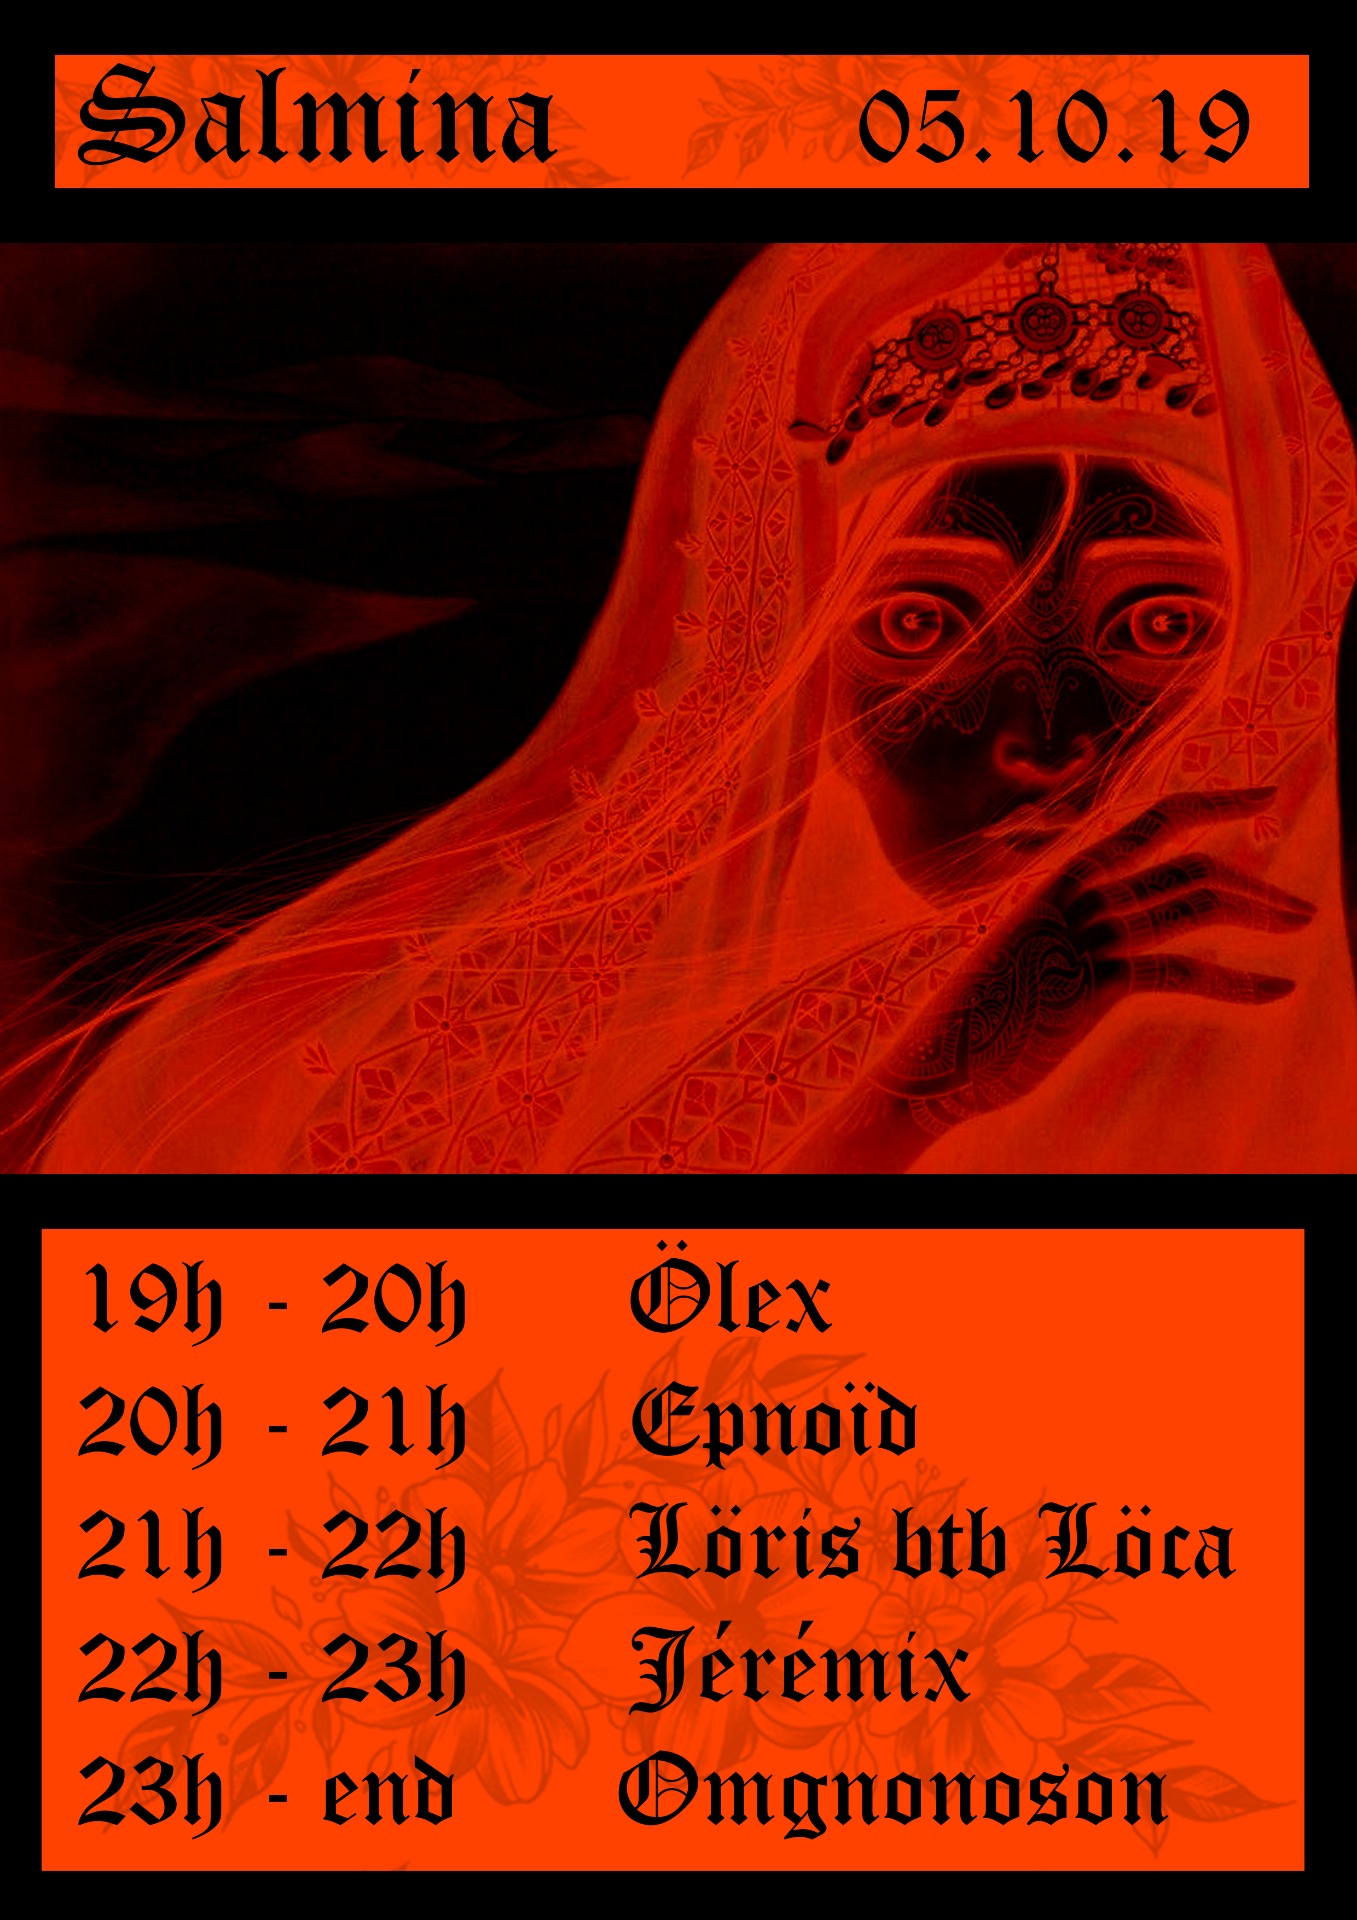 Salmina 05.10.19
19h - 20h Ölex
20h - 21h Epnoïd
21h - 22h Löris btb Löca
22h - 23h Jérémix
23h - end Omgnonoson